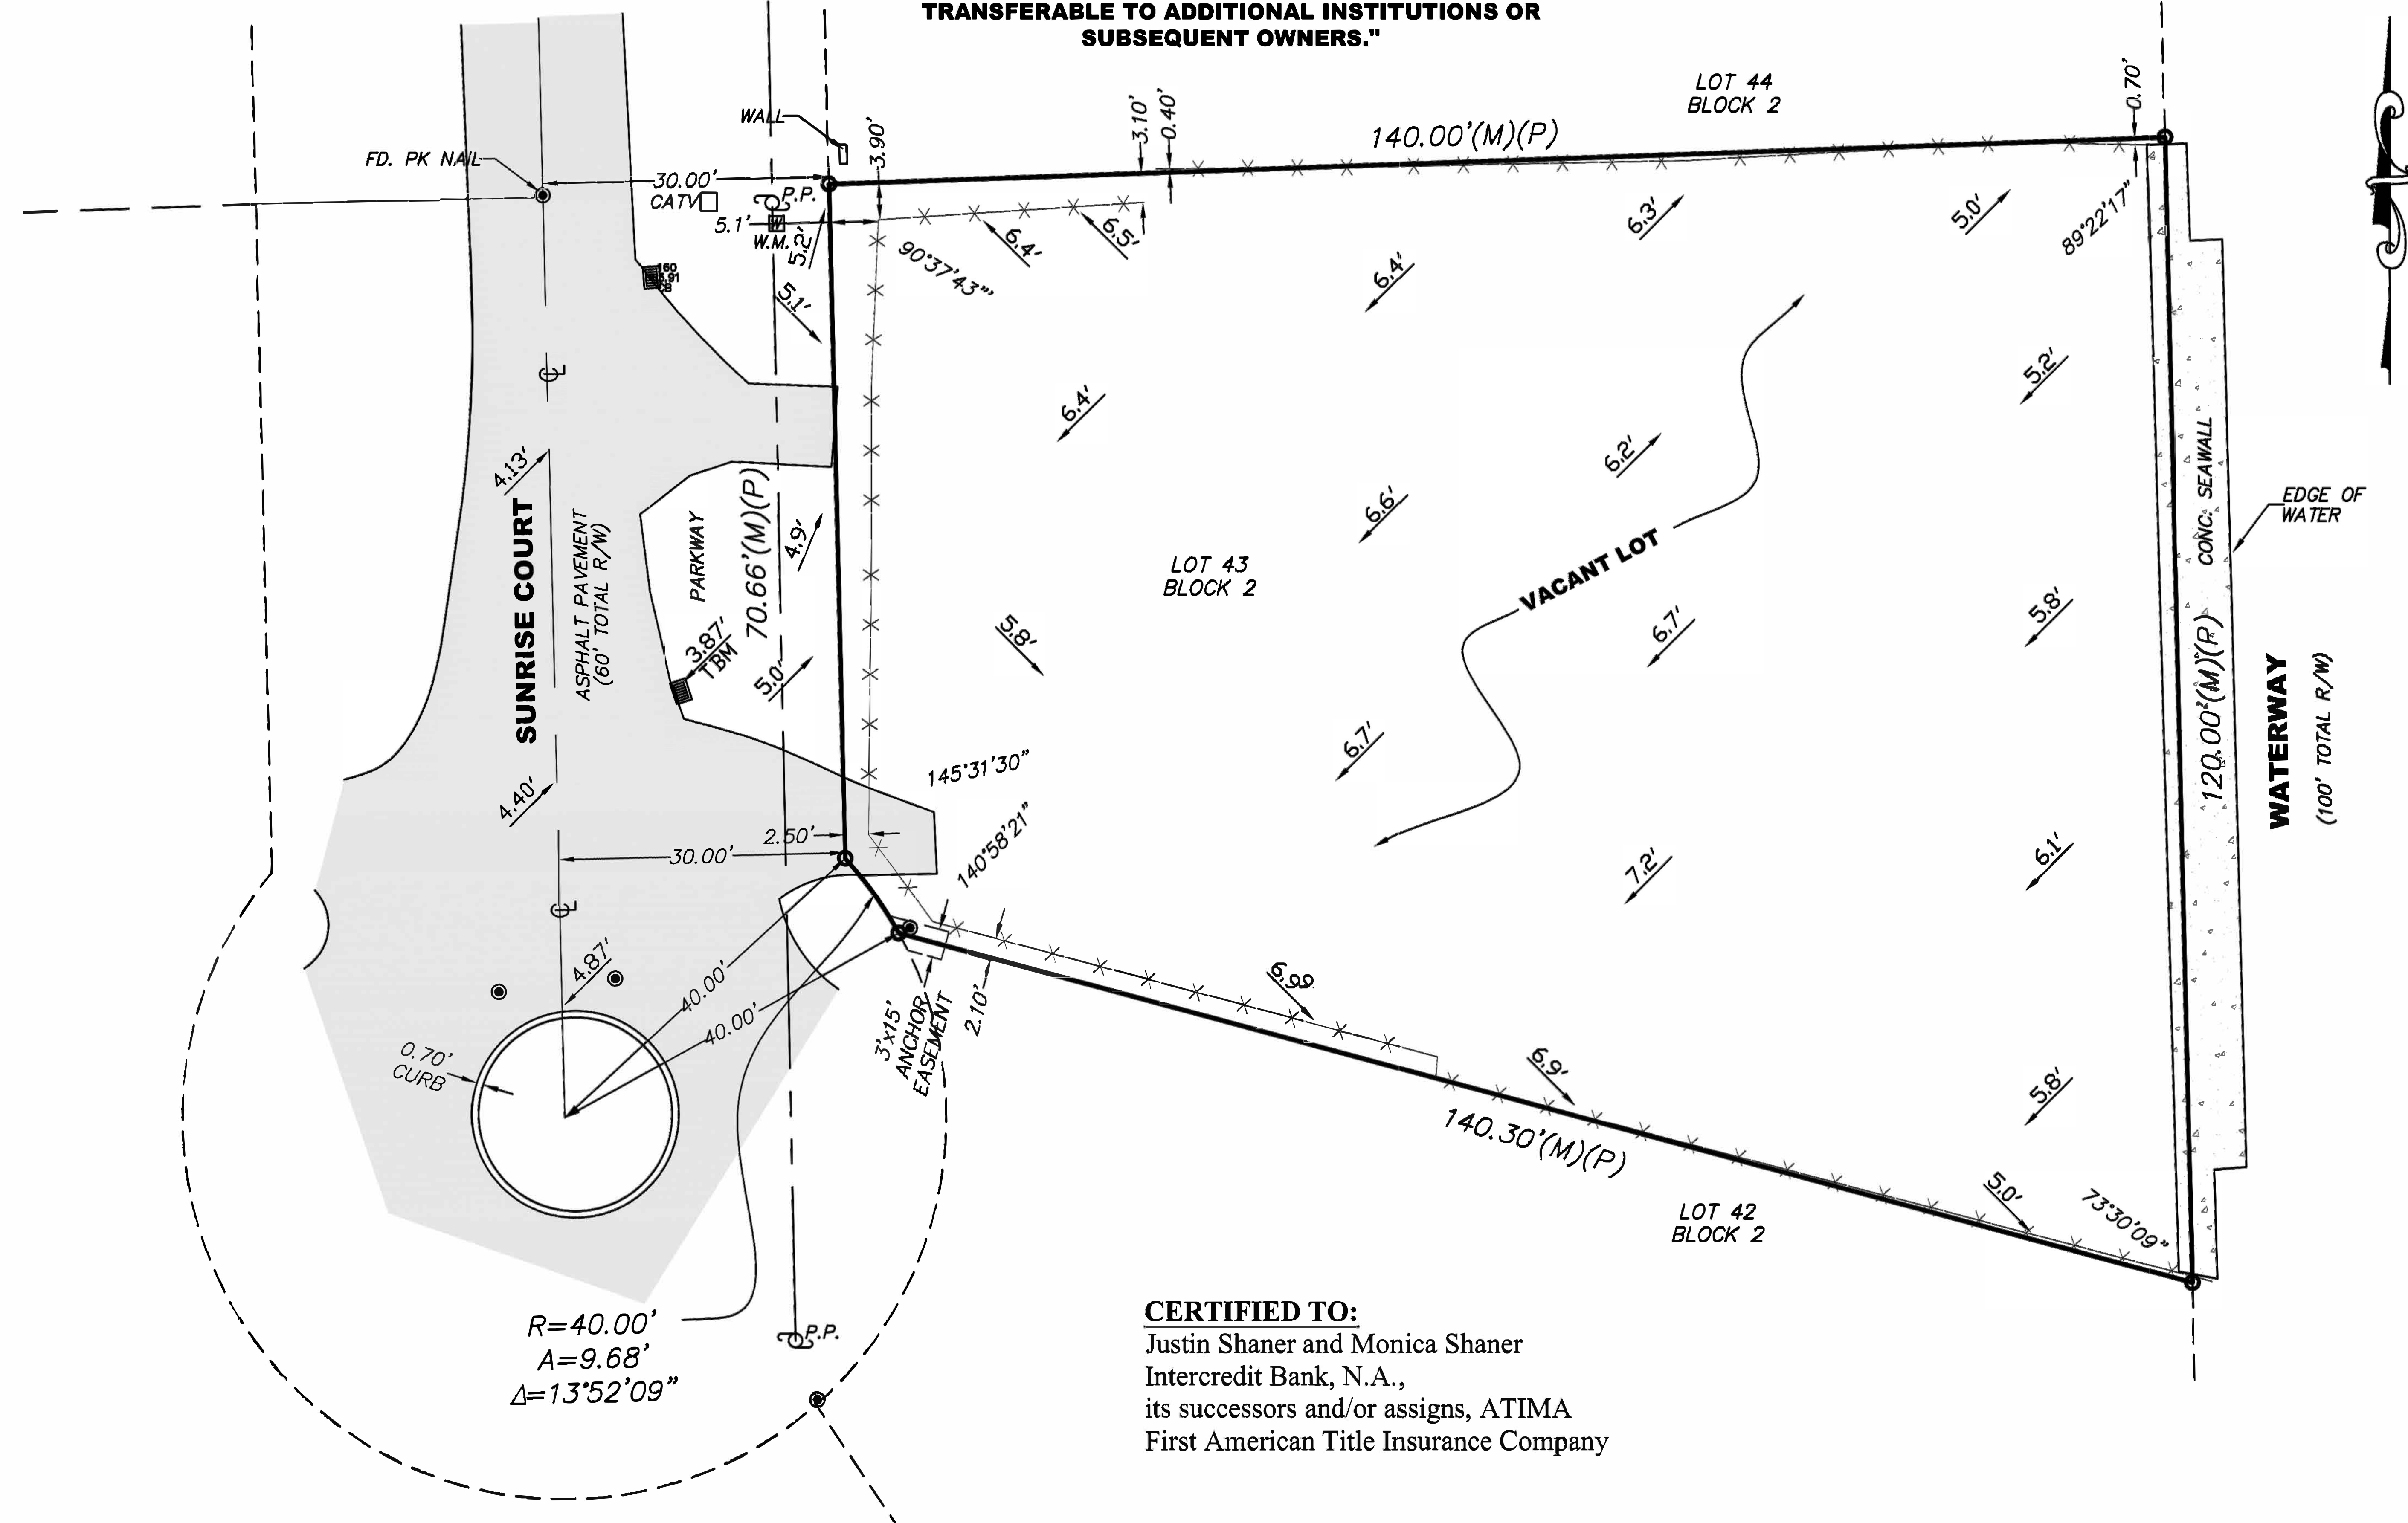 TRANSFERABLE TO ADDITIONAL INSTITUTIONS OR
SUBSEQUENT OWNERS."
LOT 44
BLOCK 2
0.70'
3.10'
0.40'
140.00'(M)(P)
WALL
3.90'
FD. PK NAIL
30.00'
CATV
P.P.
5.1'
W
W.M.
5.2'
6.4'
6.5'
90°37'43"'
6.3'
5.0'
89°22'17"
160
5.91
CB
5.1'
6.4'
5.2'
6.4'
℄
4.13'
6.2'
CONC. SEAWALL
EDGE OF
WATER
6.6'
SUNRISE COURT
ASPHALT PAVEMENT
(60' TOTAL R/W)
PARKWAY
70.66'(M)(P)
4.9'
LOT 43
BLOCK 2
VACANT LOT
3.87'
TBM
5.0'
5.8'
6.7'
5.8'
120.00'(M)(P)
WATERWAY
(100' TOTAL R/W)
6.7'
145°31'30"
4.40'
2.50'
30.00'
140°58'21"
7.2'
6.1'
℄
4.87'
40.00'
40.00'
3'x15'
ANCHOR
EASEMENT
2.10'
6.99
0.70'
CURB
6.9'
5.8'
140.30'(M)(P)
5.0'
73°30'09"
LOT 42
BLOCK 2
R=40.00'
A=9.68'
Δ=13°52'09"
P.P.
CERTIFIED TO:
Justin Shaner and Monica Shaner
Intercredit Bank, N.A.,
its successors and/or assigns, ATIMA
First American Title Insurance Company